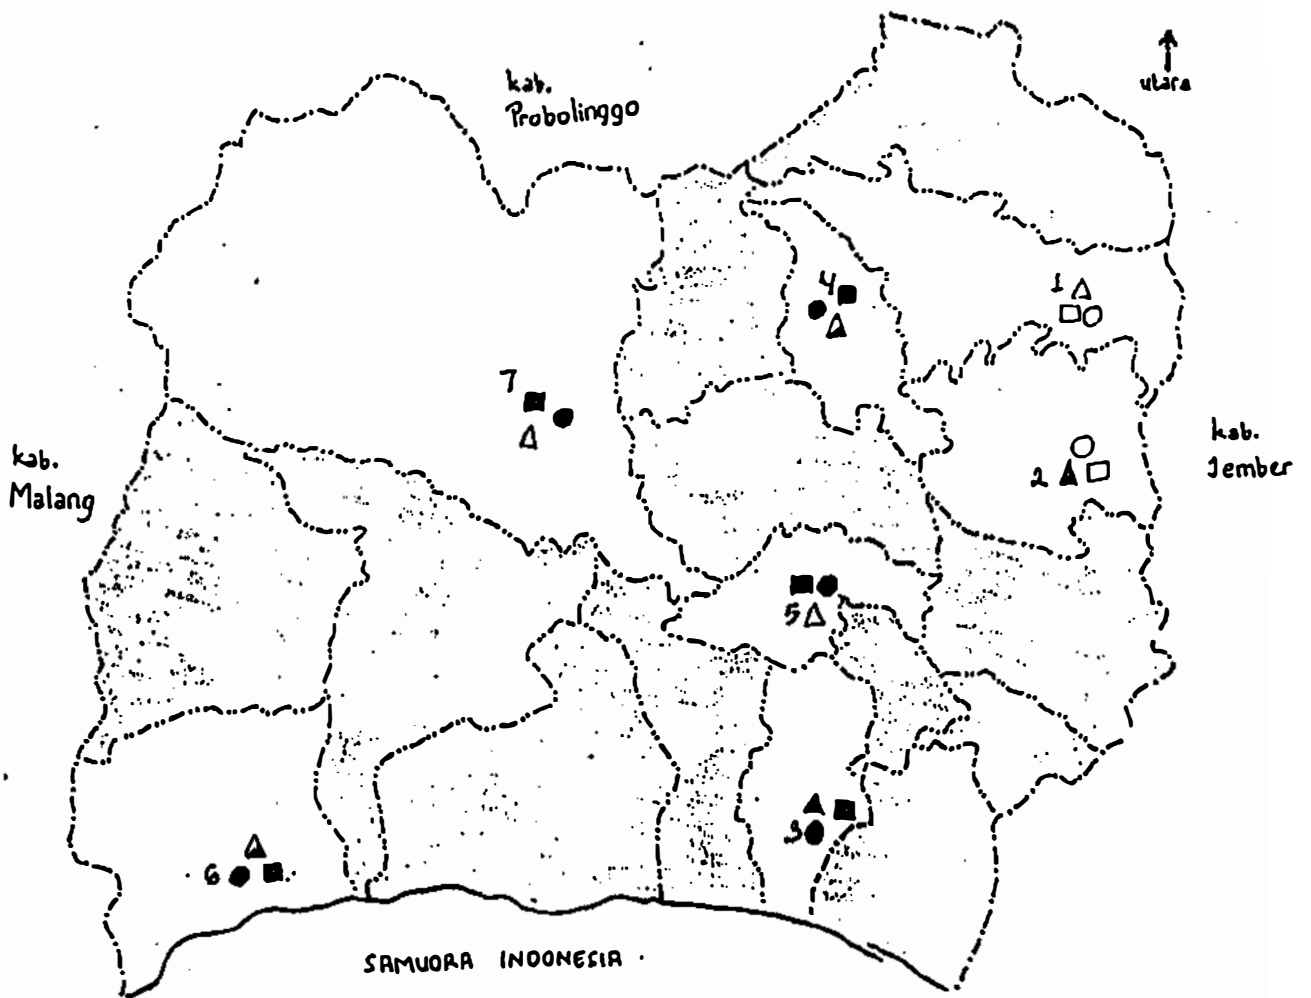 kab.
Probolinggo
utara
1
4
7
kab.
Malang
kab.
Jember
2
5
3
6
SAMUDRA INDONESIA